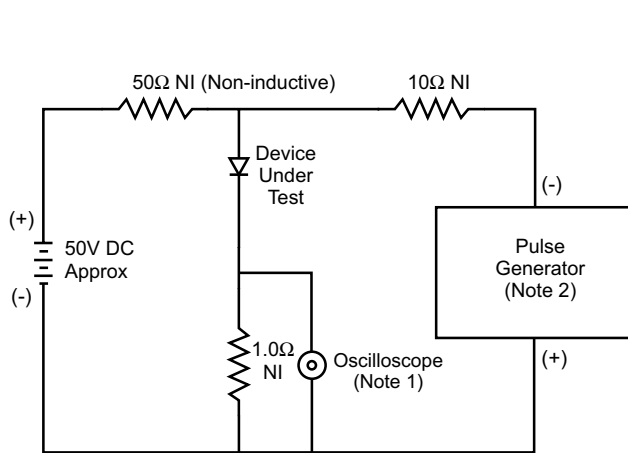 50Ω NI (Non-inductive)
10Ω NI
Device
Under
Test
(+)
50V DC
Approx
(-)
(-)
Pulse
Generator
(Note 2)
(+)
1.0Ω
NI
Oscilloscope
(Note 1)